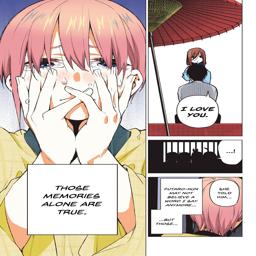 THOSE
MEMORIES
ALONE ARE
TRUE.
I LOVE
YOU.
...!
SHE
TOLD
HIM...
FUTARO-KUN
MAY NOT
BELIEVE
A WORD I SAY
ANYMORE...
...BUT
THOSE...